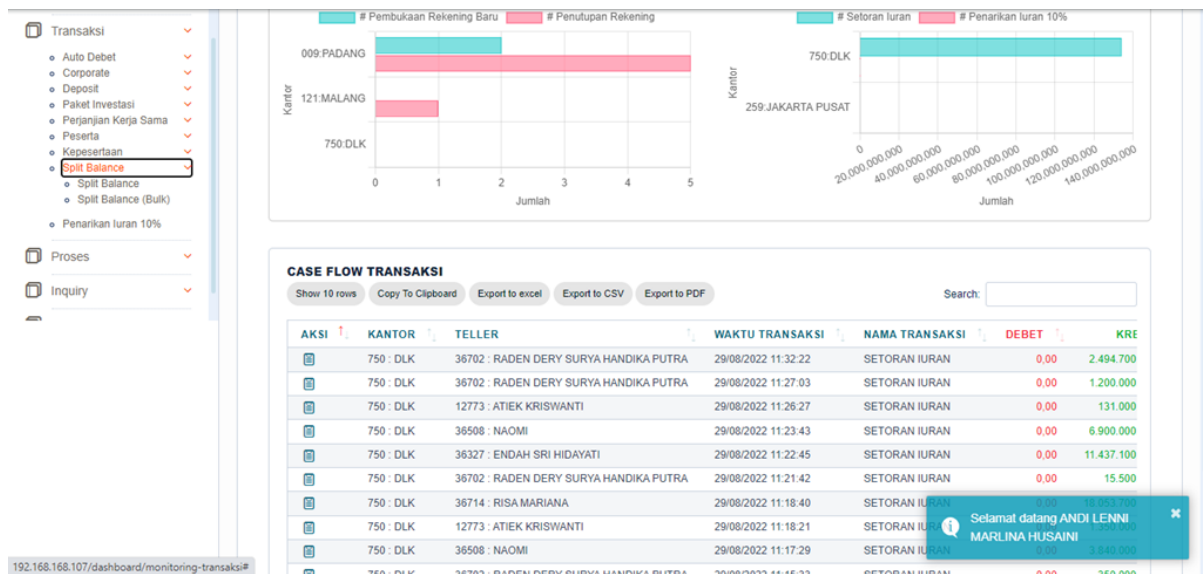 Transaksi
Auto Debet
Corporate
Deposit
Paket Investasi
Perjanjian Kerja Sama
Peserta
Kepesertaan
Split Balance
Split Balance
Split Balance (Bulk)
Penarikan Iuran 10%
Proses
Inquiry
# Pembukaan Rekening Baru # Penutupan Rekening
Kantor
009:PADANG
121:MALANG
750:DLK
0 1 2 3 4 5
Jumlah
# Setoran Iuran # Penarikan Iuran 10%
Kantor
750:DLK
259:JAKARTA PUSAT
0 20,000,000,000 40,000,000,000 60,000,000,000 80,000,000,000 100,000,000,000 120,000,000,000 140,000,000,000
Jumlah
CASE FLOW TRANSAKSI
Show 10 rows Copy To Clipboard Export to excel Export to CSV Export to PDF Search:
AKSI KANTOR TELLER WAKTU TRANSAKSI NAMA TRANSAKSI DEBET KRE
750 : DLK 36702 : RADEN DERY SURYA HANDIKA PUTRA 29/08/2022 11:32:22 SETORAN IURAN 0,00 2.494.700
750 : DLK 36702 : RADEN DERY SURYA HANDIKA PUTRA 29/08/2022 11:27:03 SETORAN IURAN 0,00 1.200.000
750 : DLK 12773 : ATIEK KRISWANTI 29/08/2022 11:26:27 SETORAN IURAN 0,00 131.000
750 : DLK 36508 : NAOMI 29/08/2022 11:23:43 SETORAN IURAN 0,00 6.900.000
750 : DLK 36327 : ENDAH SRI HIDAYATI 29/08/2022 11:22:45 SETORAN IURAN 0,00 11.437.100
750 : DLK 36702 : RADEN DERY SURYA HANDIKA PUTRA 29/08/2022 11:21:42 SETORAN IURAN 0,00 15.500
750 : DLK 36714 : RISA MARIANA 29/08/2022 11:18:40 SETORAN IURAN
750 : DLK 12773 : ATIEK KRISWANTI 29/08/2022 11:18:21 SETORAN
750 : DLK 36508 : NAOMI 29/08/2022 11:17:29 SETORAN
Selamat datang ANDI LENNI
MARLINA HUSAINI
192.168.168.107/dashboard/monitoring-transaksi#